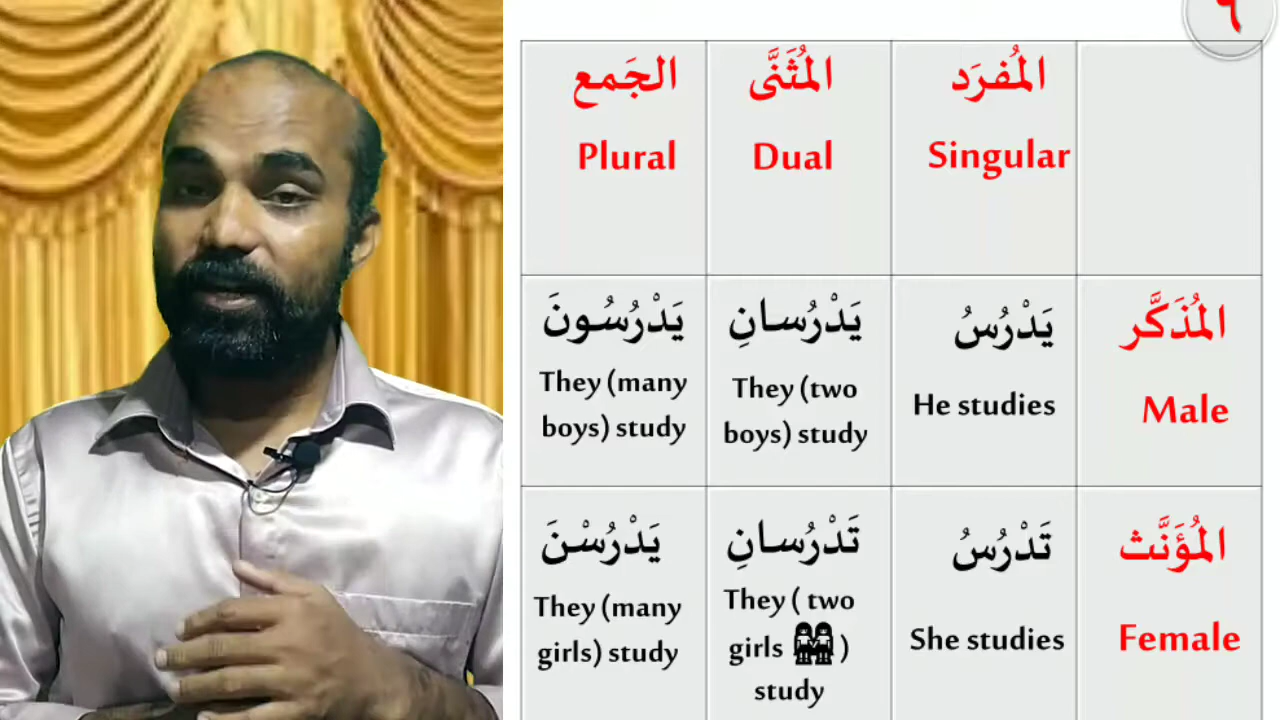 ٦
المُفرَد
المُثَنَّى
الجَمع
Singular
Dual
Plural
المُذَكَّر
Male
يَدْرُسُ
He studies
يَدْرُسانِ
They (two
boys) study
يَدْرُسُونَ
They (many
boys) study
المُؤَنَّث
Female
تَدْرُسُ
She studies
تَدْرُسانِ
They ( two
girls )
study
يَدْرُسْنَ
They (many
girls) study